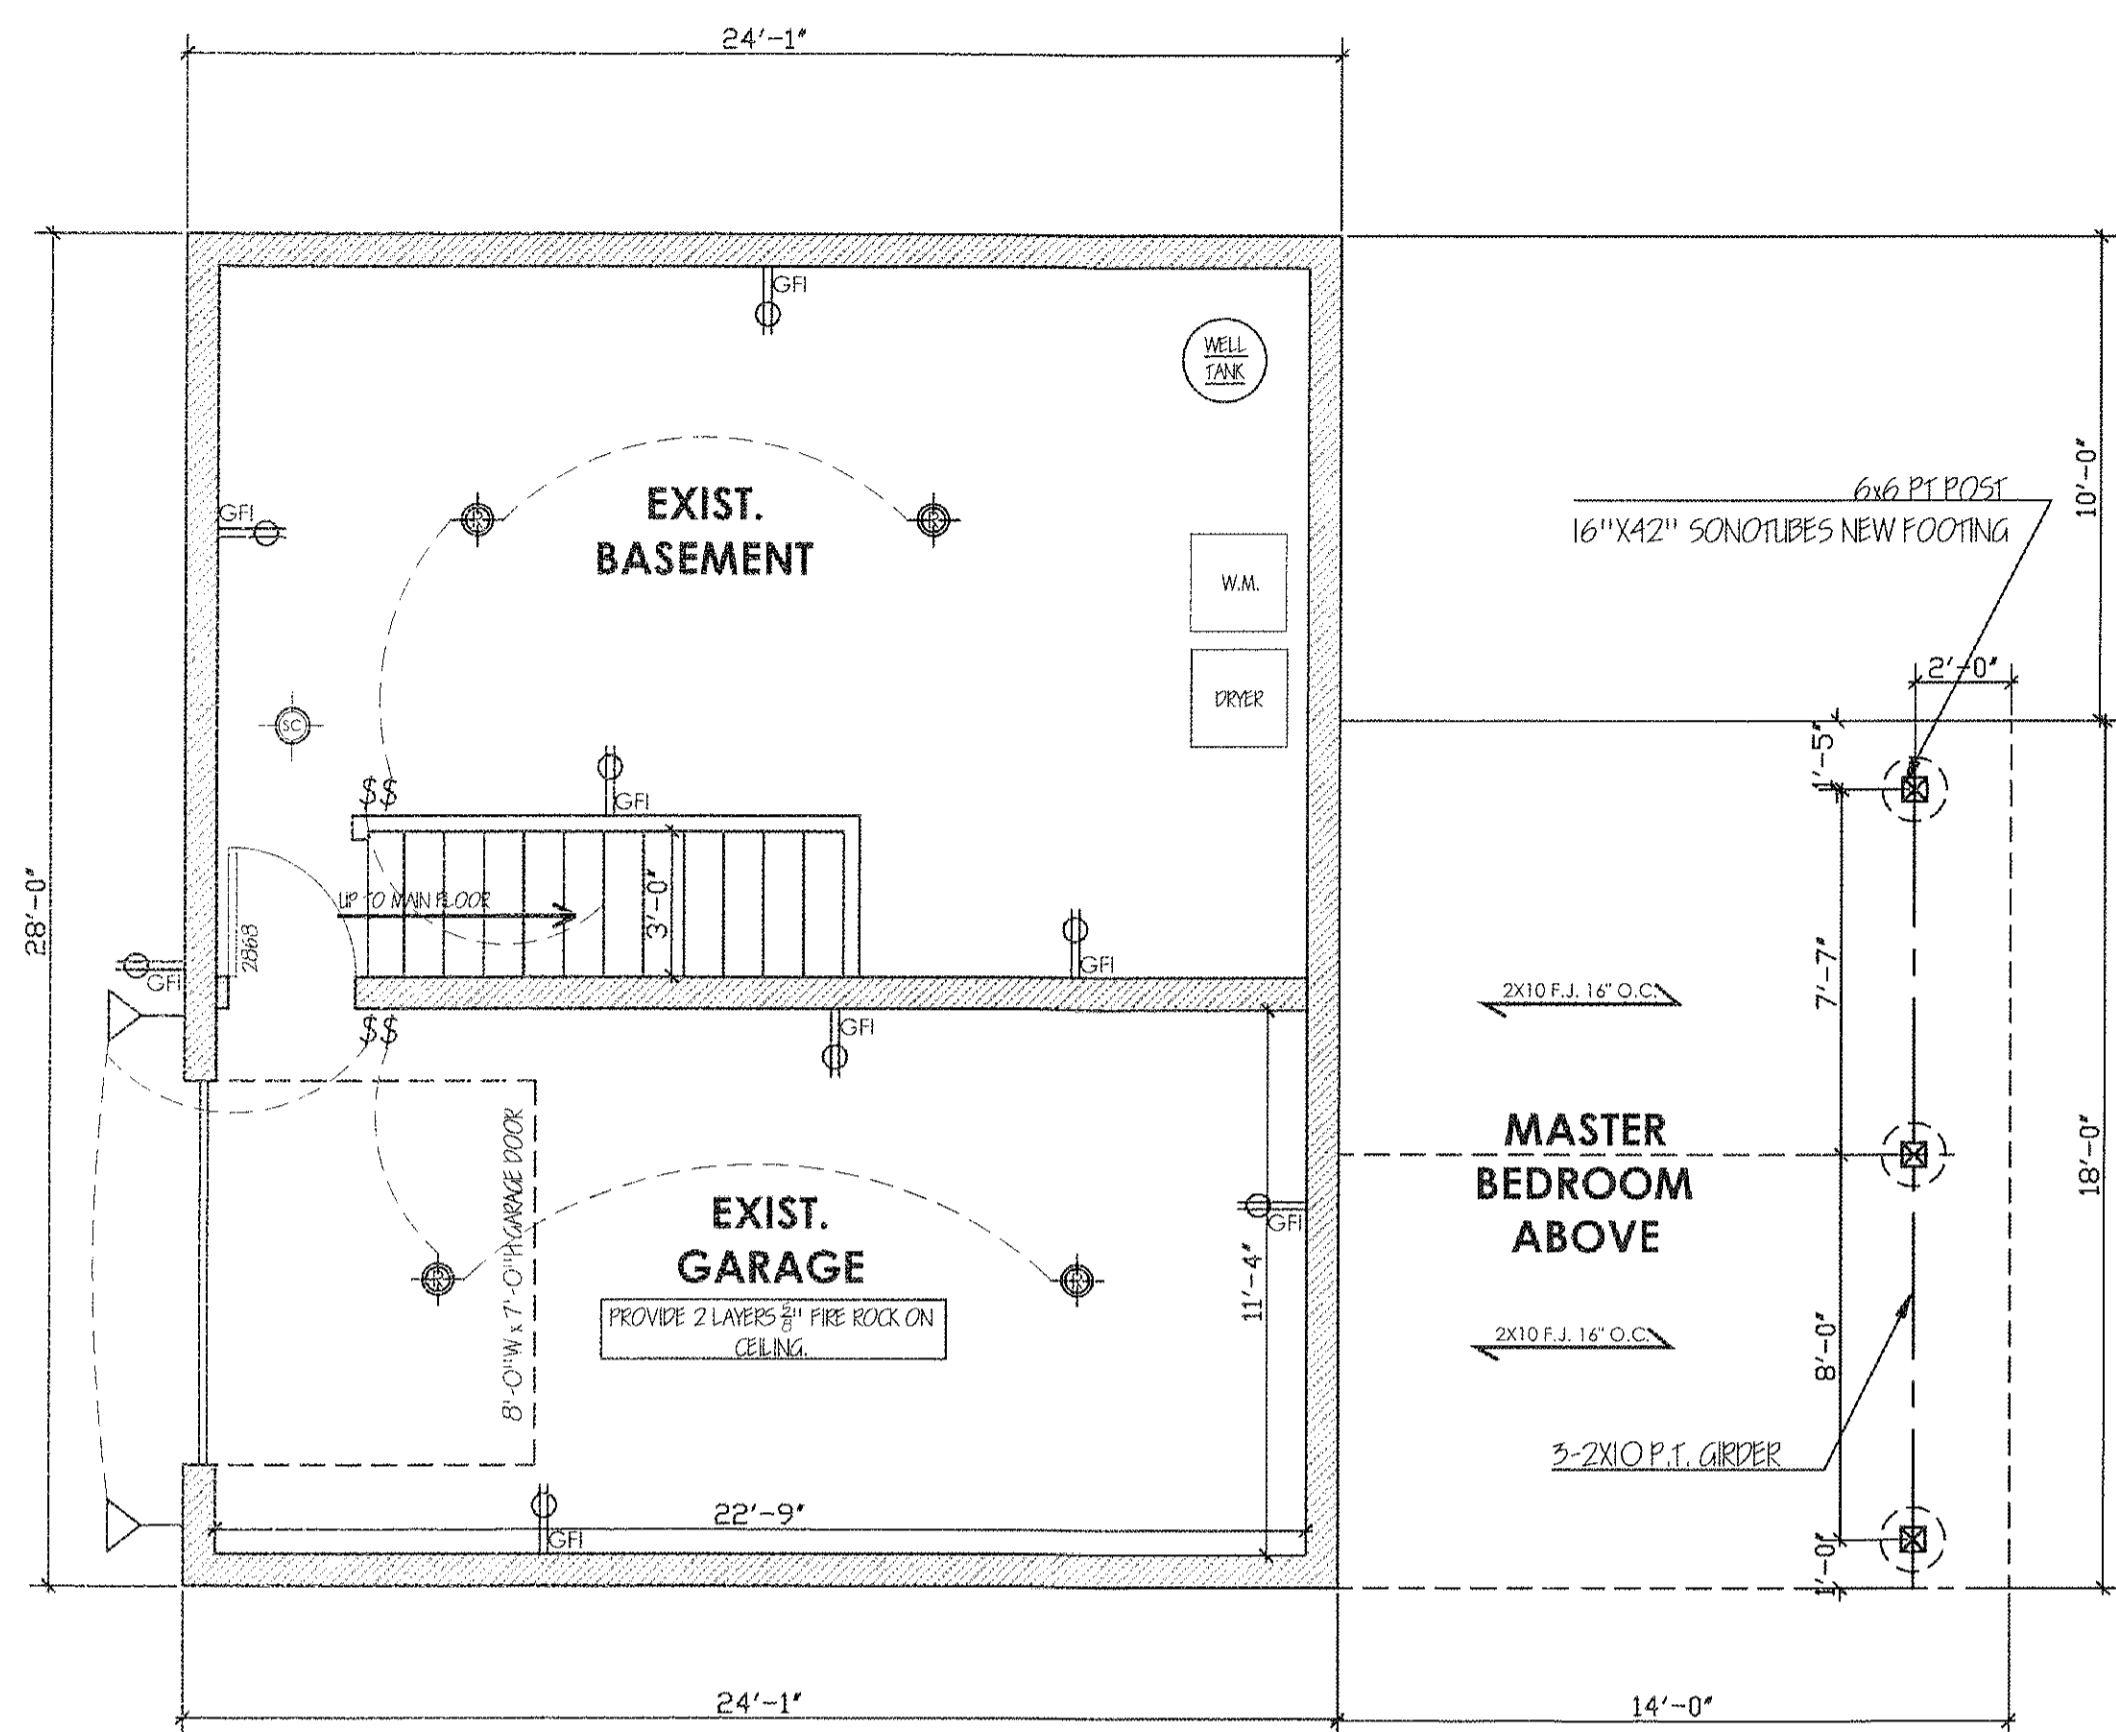 24'-1"
GFI
WELL
TANK
10'-0"
6x6 PT POST
16"X42" SONOTUBES NEW FOOTING
EXIST.
BASEMENT
GFI
W.M.
DRYER
2'-0"
SC
1'-5"
$$
GFI
28'-0"
UP TO MAIN FLOOR
3'-0"
2868
GFI
GFI
7'-7"
2X10 F.J. 16" O.C.
$$
GFI
8'-0"W x 7'-0"H GARAGE DOOR
MASTER
BEDROOM
ABOVE
18'-0"
EXIST.
GARAGE
GFI
11'-4"
PROVIDE 2 LAYERS FIRE ROCK ON
CEILING.
2X10 F.J. 16" O.C.
8'-0"
3-2X10 P.T. GIRDER
22'-9"
GFI
1'-0"
24'-1"
14'-0"